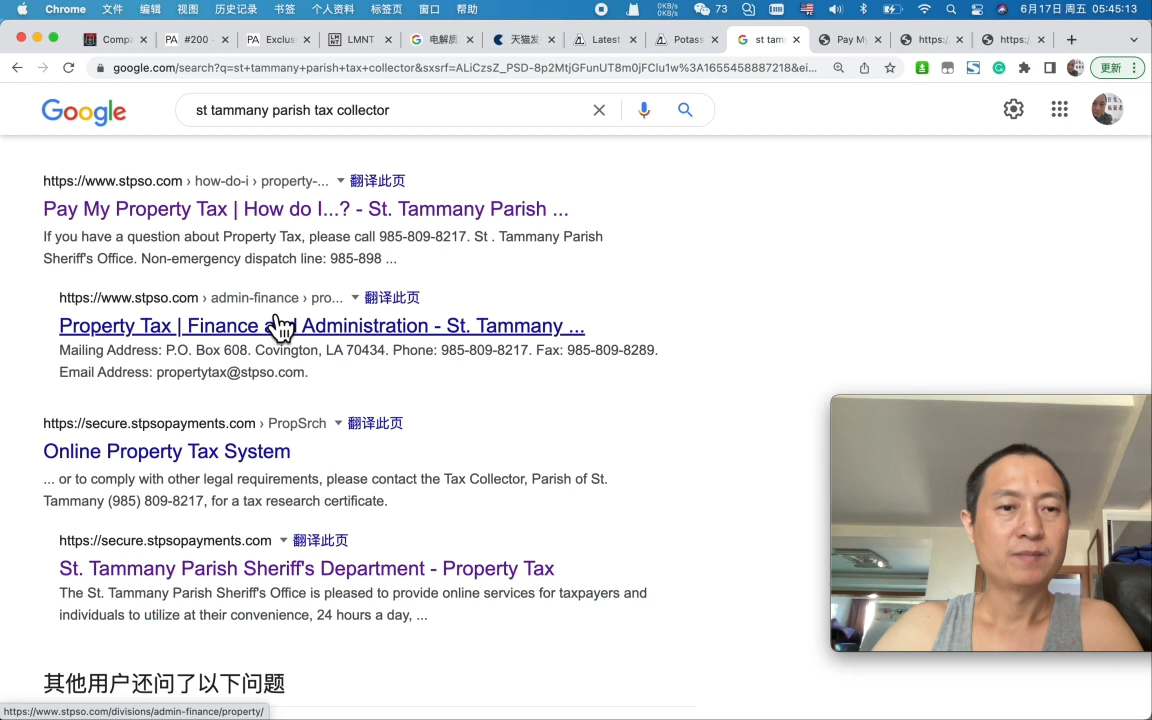 Chrome 文件 编辑 视图 历史记录 书签 个人资料 标签页 窗口 帮助 0KB/s 0KB/s 73 6月17日 周五 05:45:13
Compa PA #200 - PA Exclus LMNT 电解质 天猫发 Latest Potass st tam Pay My https: https:
google.com/search?q=st+tammany+parish+tax+collector&sxsrf=ALiCzsZ_PSD-8p2MtjGFunUT8m0jFClu1w%3A1655458887218&ei... 更新
Google st tammany parish tax collector
https://www.stpso.com › how-do-i › property-... 翻译此页
Pay My Property Tax | How do I...? - St. Tammany Parish ...
If you have a question about Property Tax, please call 985-809-8217. St . Tammany Parish
Sheriff's Office. Non-emergency dispatch line: 985-898 ...
https://www.stpso.com › admin-finance › pro... 翻译此页
Property Tax | Finance and Administration - St. Tammany ...
Mailing Address: P.O. Box 608. Covington, LA 70434. Phone: 985-809-8217. Fax: 985-809-8289.
Email Address: propertytax@stpso.com.
https://secure.stpsopayments.com › PropSrch 翻译此页
Online Property Tax System
... or to comply with other legal requirements, please contact the Tax Collector, Parish of St.
Tammany (985) 809-8217, for a tax research certificate.
https://secure.stpsopayments.com 翻译此页
St. Tammany Parish Sheriff's Department - Property Tax
The St. Tammany Parish Sheriff's Office is pleased to provide online services for taxpayers and
individuals to utilize at their convenience, 24 hours a day, ...
其他用户还问了以下问题
https://www.stpso.com/divisions/admin-finance/property/